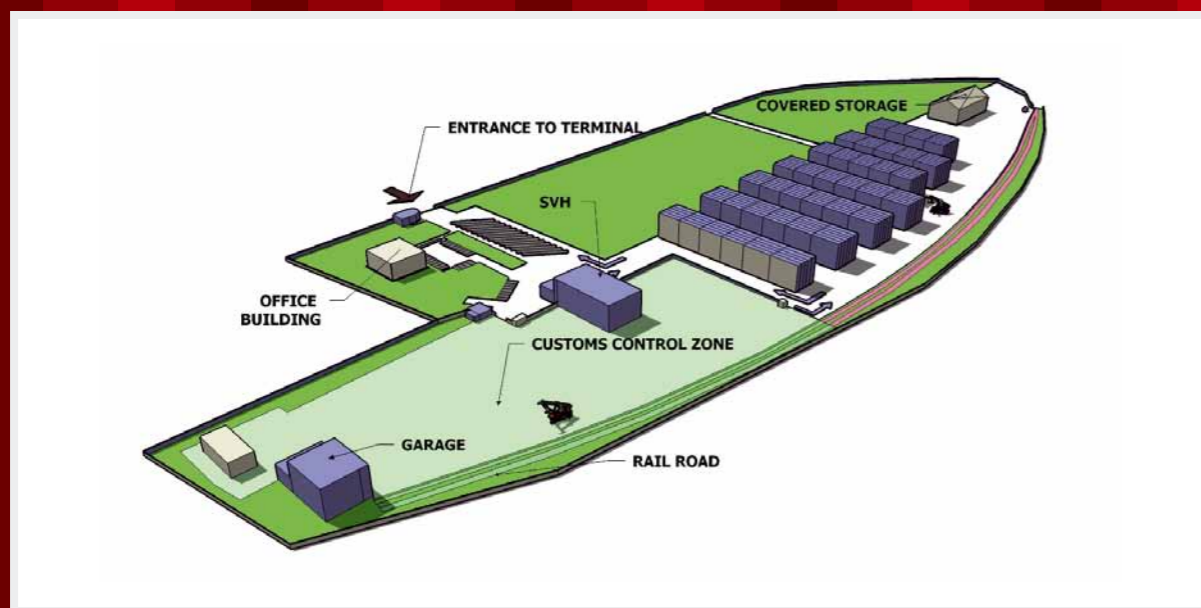 COVERED STORAGE
ENTRANCE TO TERMINAL
SVH
OFFICE
BUILDING
CUSTOMS CONTROL ZONE
GARAGE
RAIL ROAD